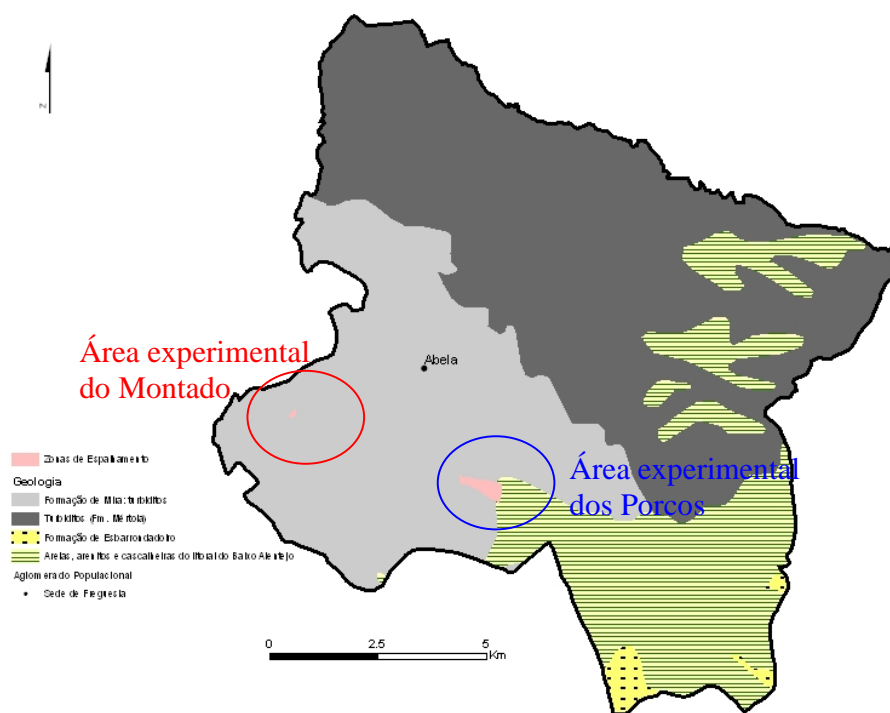 N
Abela
Área experimental
do Montado
Área experimental
dos Porcos
Zonas de Espalhamento
Geologia
Formação de Mira: turbiditos
Turbiditos (Fm. Mértola)
Formação de Esbarrondadoiro
Areias, arenitos e cascalheiras do litoral do Baixo Alentejo
Aglomerado Populacional
Sede de Freguesia
0 2.5 5
Km